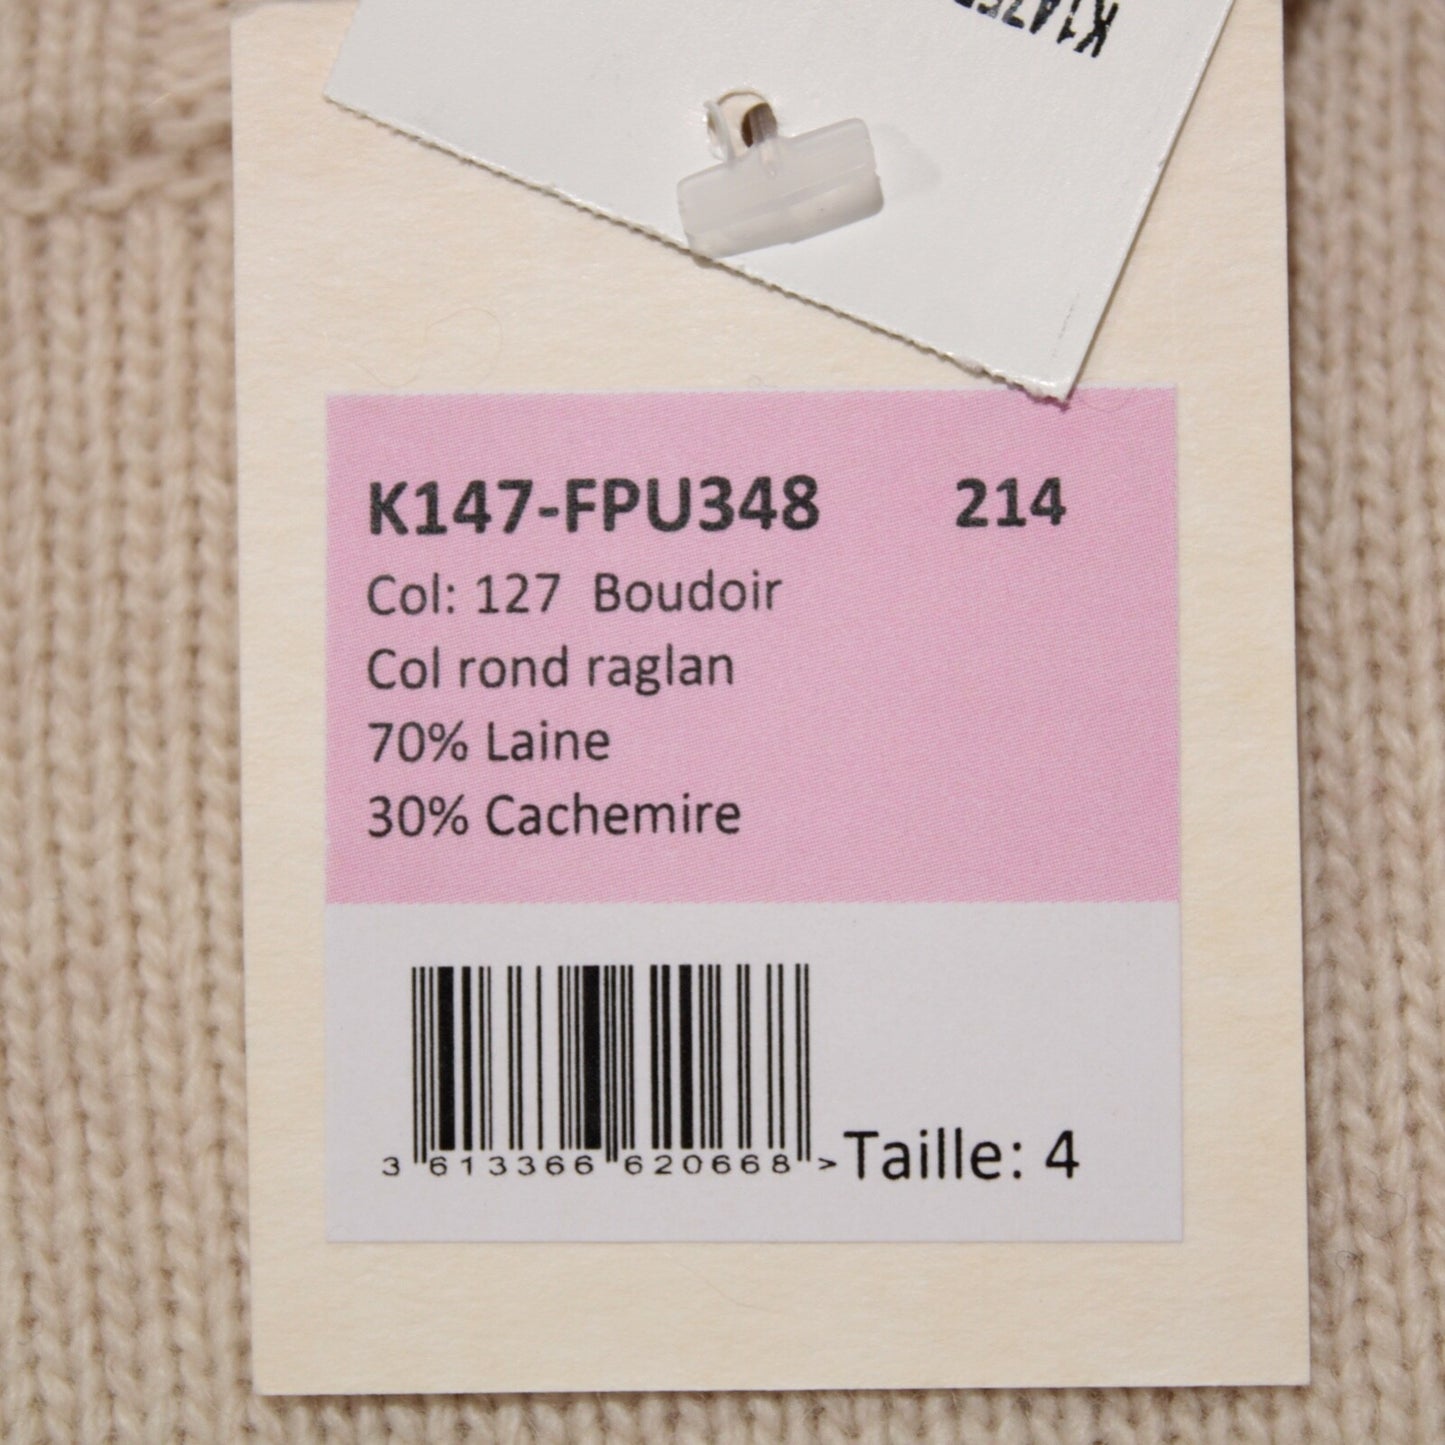 K147-FPU348 214
Col: 127 Boudoir
Col rond raglan
70% Laine
30% Cachemire
3 613366 620668 >
Taille: 4